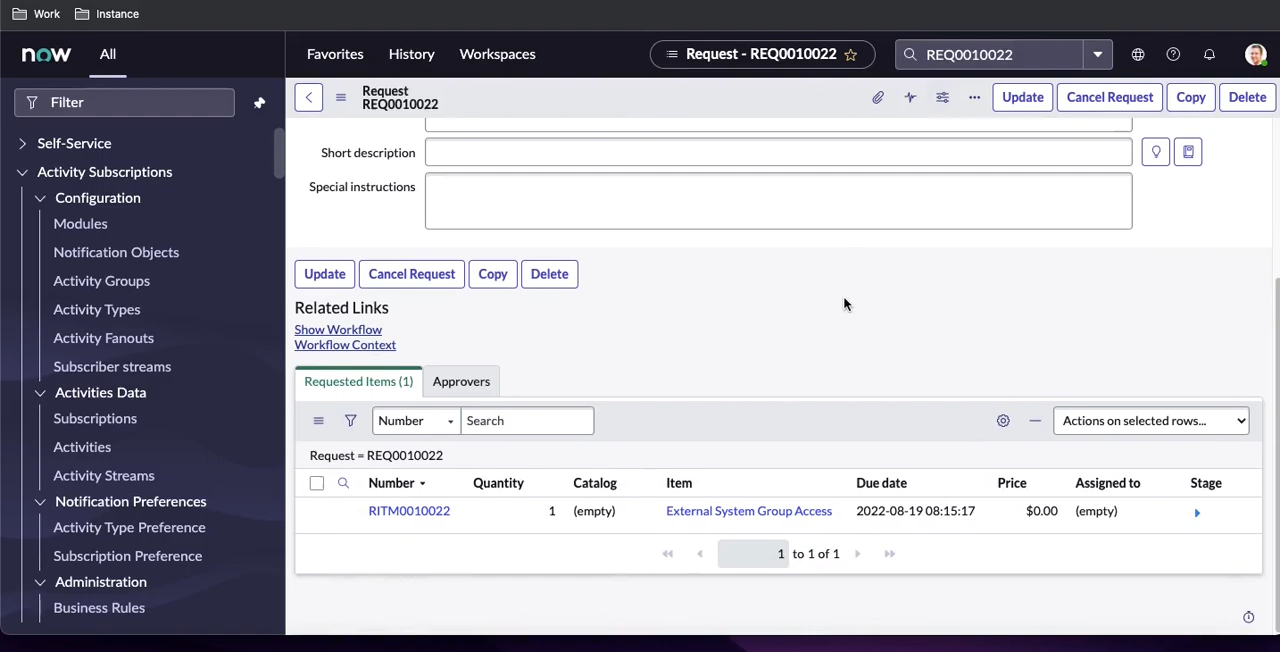 Work Instance
now All Favorites History Workspaces Request - REQ0010022 REQ0010022
Filter
Self-Service
Activity Subscriptions
Configuration
Modules
Notification Objects
Activity Groups
Activity Types
Activity Fanouts
Subscriber streams
Activities Data
Subscriptions
Activities
Activity Streams
Notification Preferences
Activity Type Preference
Subscription Preference
Administration
Business Rules
Request
REQ0010022
Update Cancel Request Copy Delete
Short description
Special instructions
Update Cancel Request Copy Delete
Related Links
Show Workflow
Workflow Context
Requested Items (1) Approvers
Number Search Actions on selected rows...
Request = REQ0010022
Number Quantity Catalog Item Due date Price Assigned to Stage
RITM0010022 1 (empty) External System Group Access 2022-08-19 08:15:17 $0.00 (empty)
1 to 1 of 1